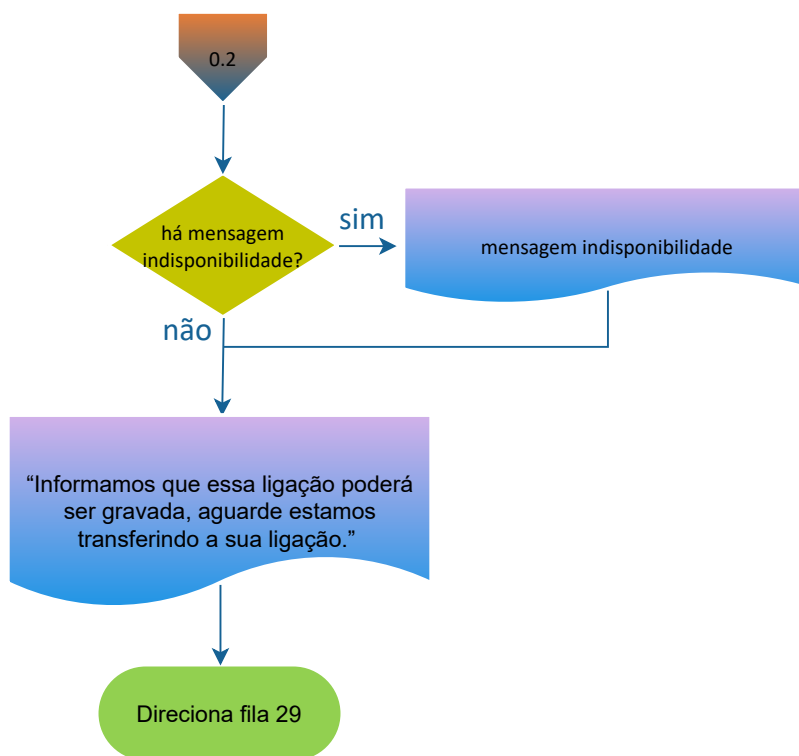 0.2
há mensagem
indisponibilidade?
sim
mensagem indisponibilidade
não
“Informamos que essa ligação poderá
ser gravada, aguarde estamos
transferindo a sua ligação.”
Direciona fila 29